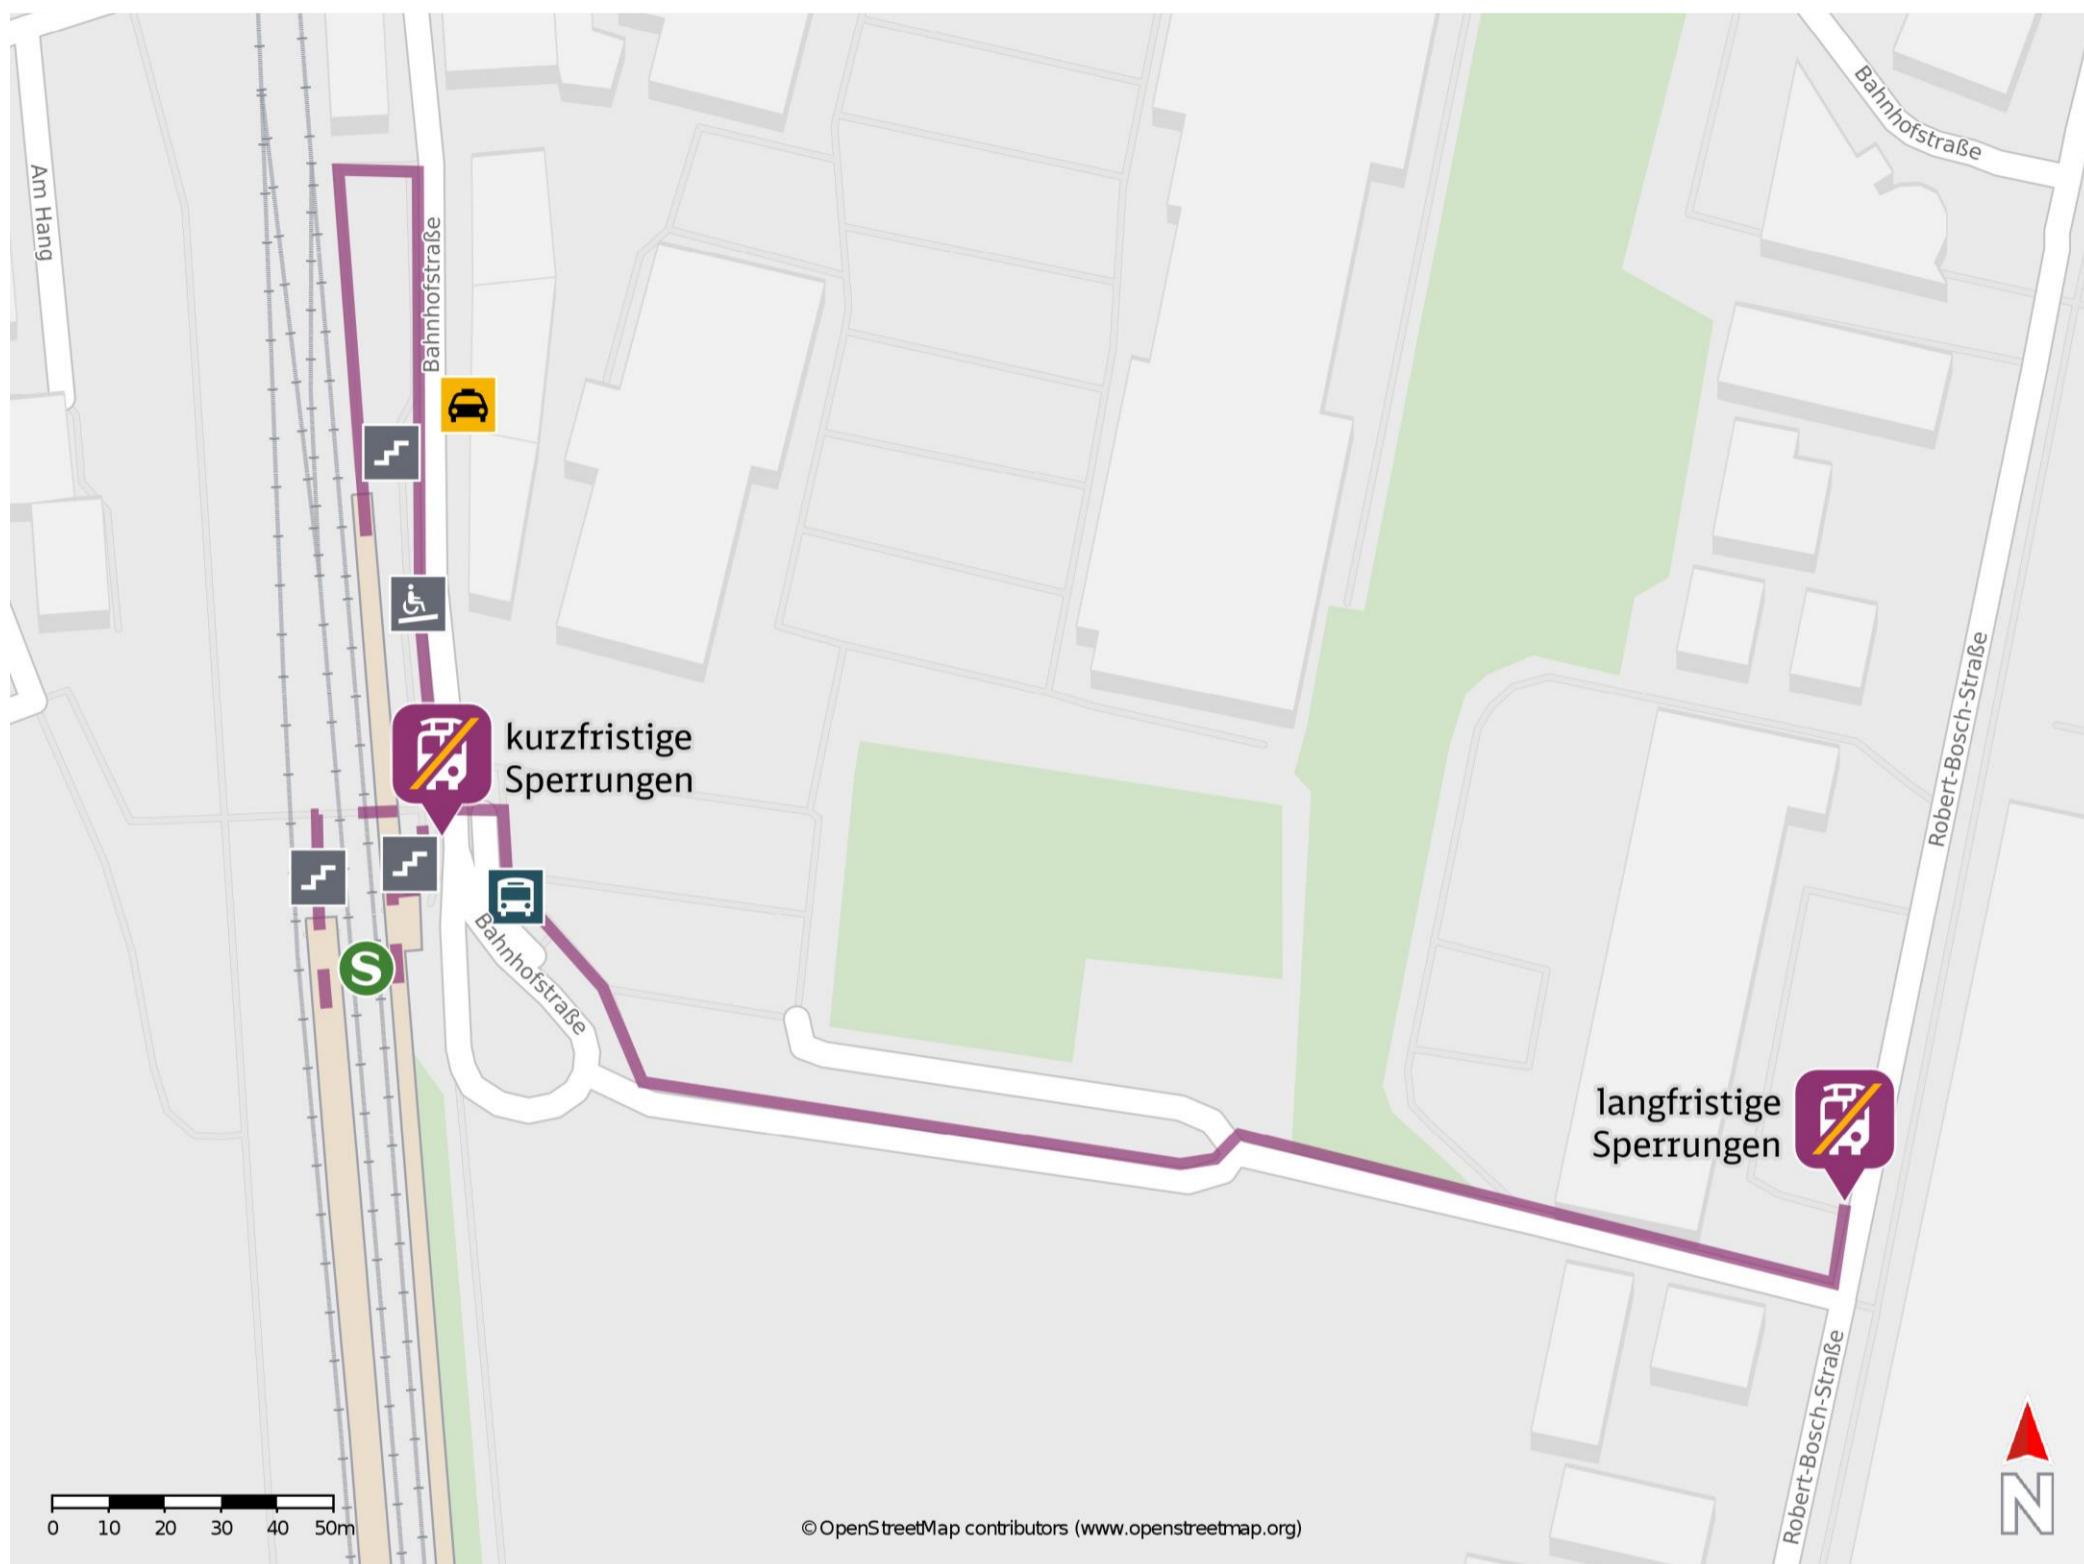 Bahnhofstraße
Am Hang
Bahnhofstraße
kurzfristige
Sperrungen
Robert-Bosch-Straße
S
Bahnhofstraße
langfristige
Sperrungen
Robert-Bosch-Straße
0 10 20 30 40 50m
© OpenStreetMap contributors (www.openstreetmap.org)
N